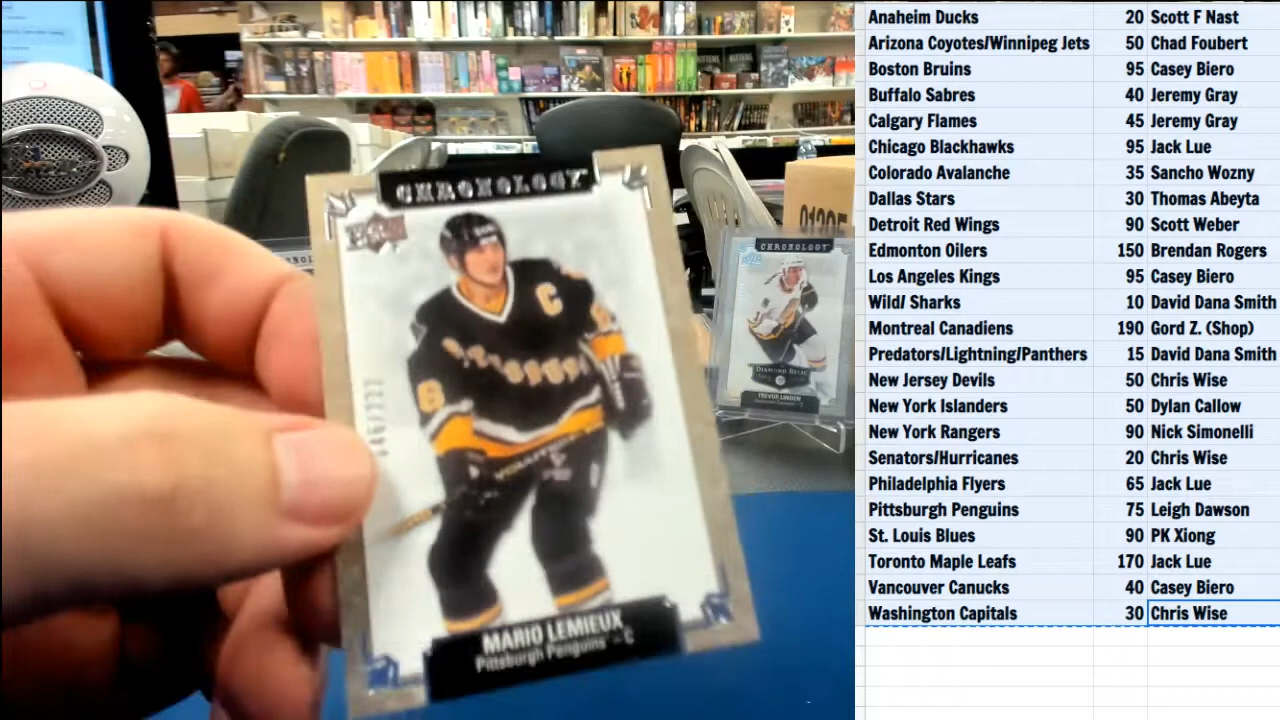 CHRONOLOGY
MARIO LEMIEUX
Pittsburgh Penguins - C
CHRONOLOGY
DIAMOND RELIC
TREVOR LINDEN
Anaheim Ducks 20 Scott F Nast
Arizona Coyotes/Winnipeg Jets 50 Chad Foubert
Boston Bruins 95 Casey Biero
Buffalo Sabres 40 Jeremy Gray
Calgary Flames 45 Jeremy Gray
Chicago Blackhawks 95 Jack Lue
Colorado Avalanche 35 Sancho Wozny
Dallas Stars 30 Thomas Abeyta
Detroit Red Wings 90 Scott Weber
Edmonton Oilers 150 Brendan Rogers
Los Angeles Kings 95 Casey Biero
Wild/ Sharks 10 David Dana Smith
Montreal Canadiens 190 Gord Z. (Shop)
Predators/Lightning/Panthers 15 David Dana Smith
New Jersey Devils 50 Chris Wise
New York Islanders 50 Dylan Callow
New York Rangers 90 Nick Simonelli
Senators/Hurricanes 20 Chris Wise
Philadelphia Flyers 65 Jack Lue
Pittsburgh Penguins 75 Leigh Dawson
St. Louis Blues 90 PK Xiong
Toronto Maple Leafs 170 Jack Lue
Vancouver Canucks 40 Casey Biero
Washington Capitals 30 Chris Wise